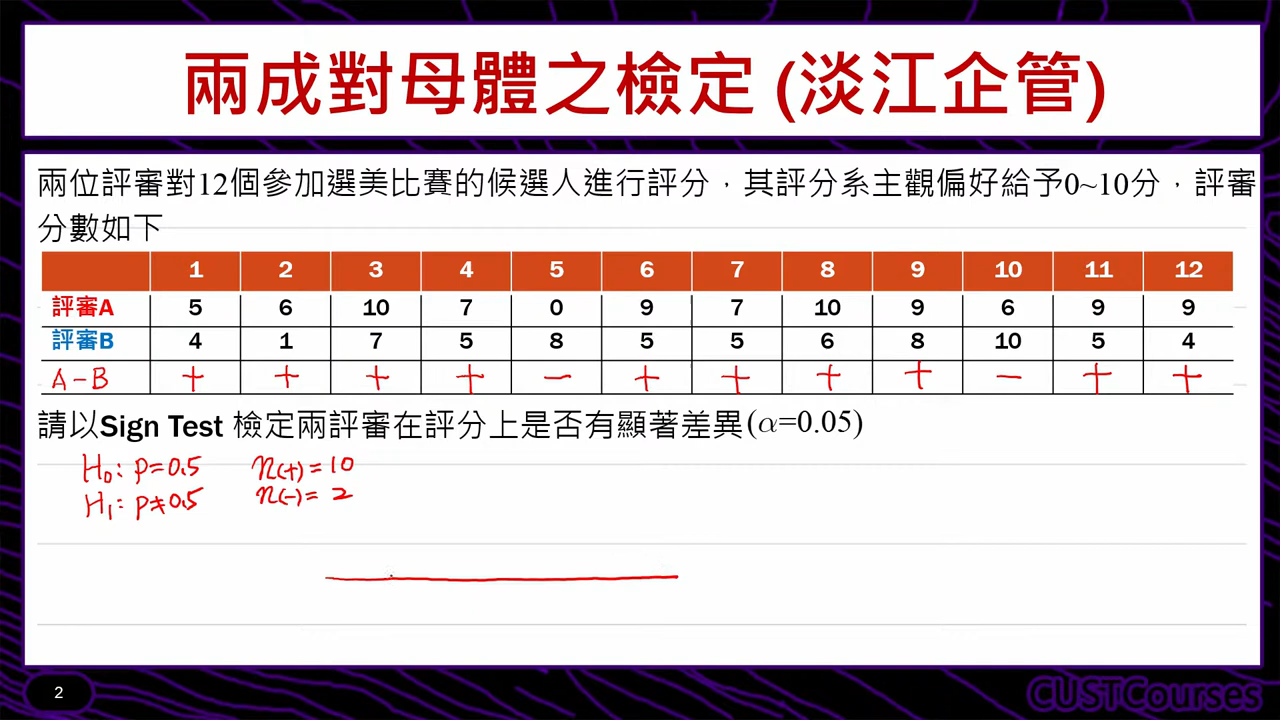 兩成對母體之檢定 (淡江企管)
兩位評審對12個參加選美比賽的候選人進行評分，其評分系主觀偏好給予0~10分，評審
分數如下
1 2 3 4 5 6 7 8 9 10 11 12
評審A 5 6 10 7 0 9 7 10 9 6 9 9
評審B 4 1 7 5 8 5 5 6 8 10 5 4
A-B + + + + - + + + + - + +
請以Sign Test 檢定兩評審在評分上是否有顯著差異(α=0.05)
H₀: p=0.5 n(+)=10
H₁: p≠0.5 n(-)=2
2
CUSTCourses